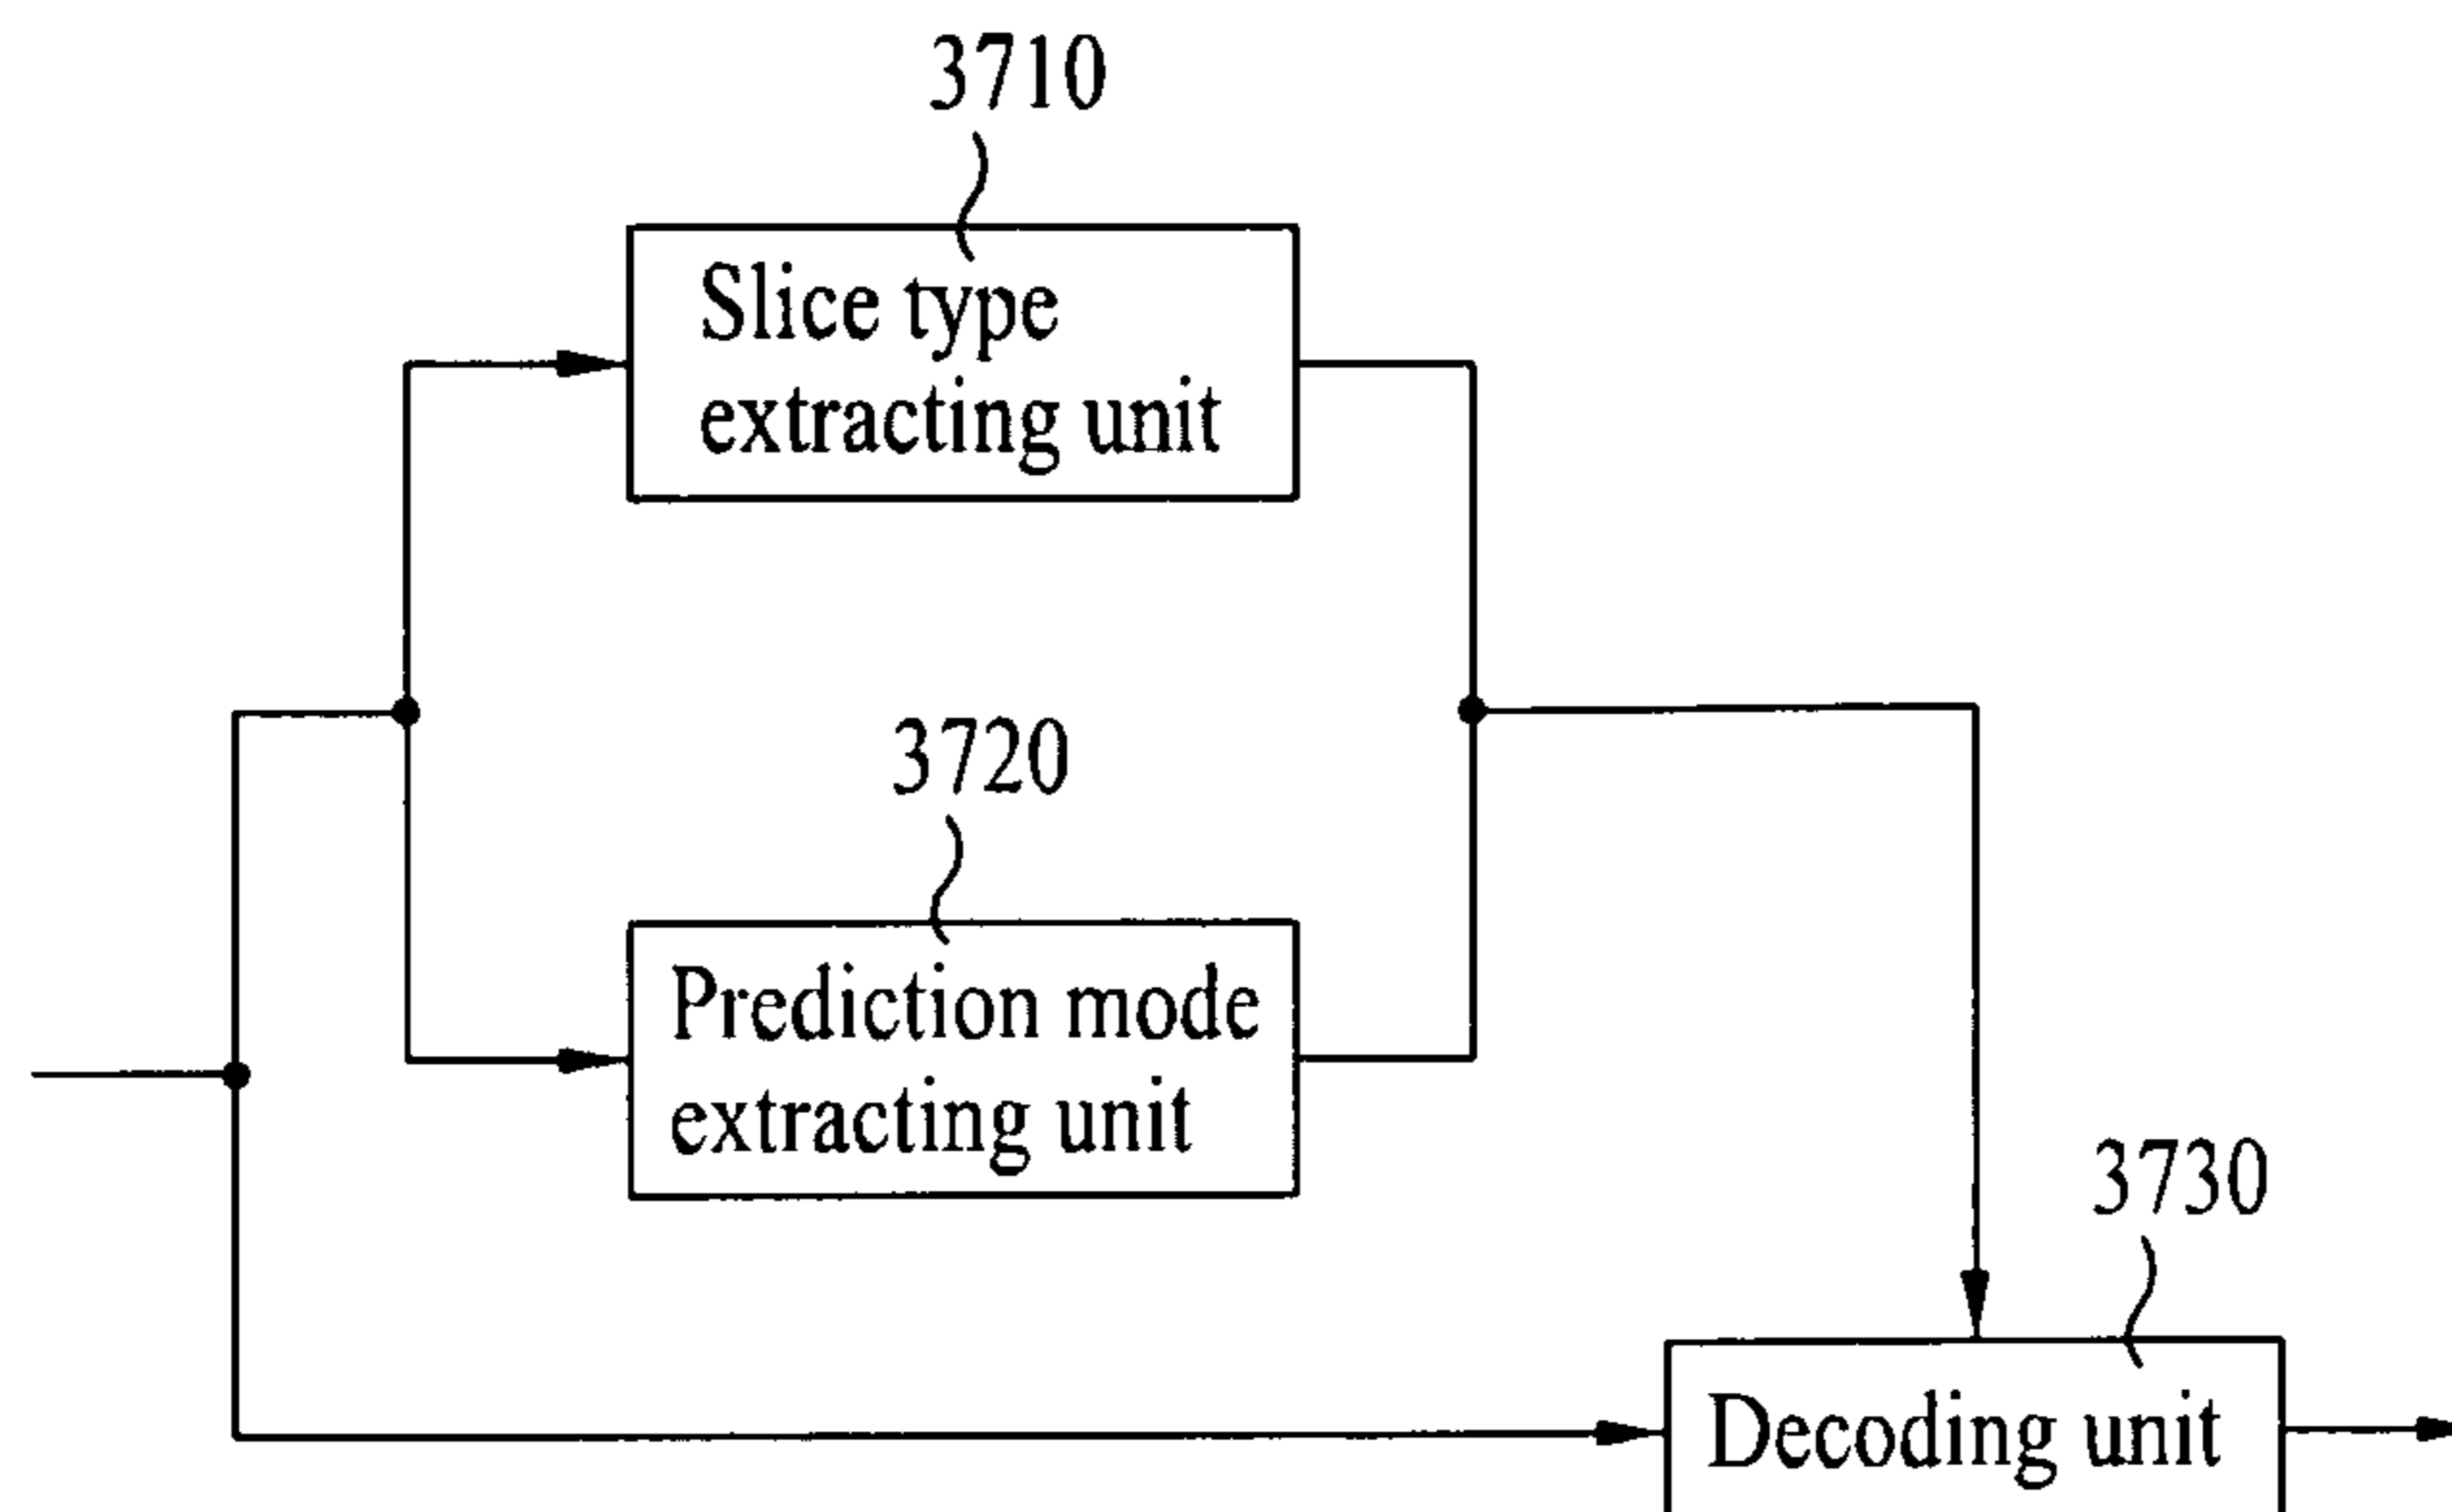 3710
Slice type
extracting unit
3720
Prediction mode
extracting unit
3730
Decoding unit